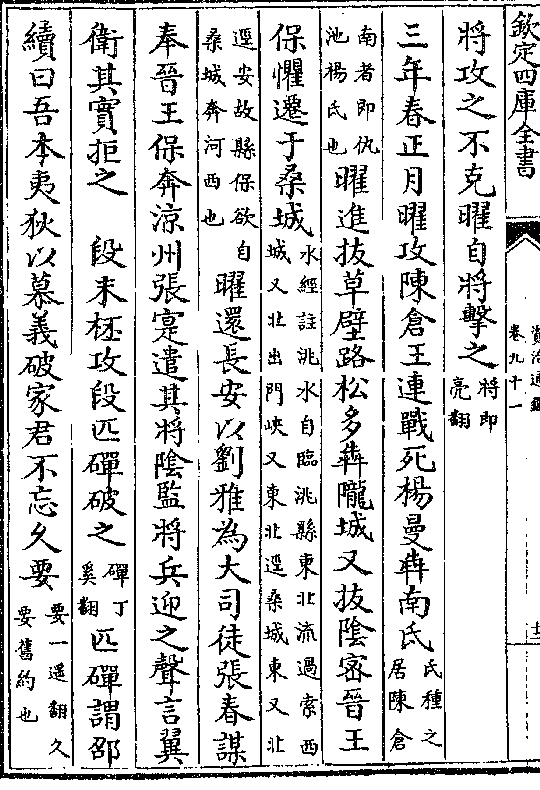 欽定四庫全書
資治通鑑
卷九十一
將攻之不克曜自將擊之將即亮翻
三年春正月曜攻陳倉王連戰死楊曼犇南氐氐種之居陳倉
南者即仇池楊氏也曜進拔草壁路松多犇隴城又拔陰密晉王
保懼遷于桑城水經註洮水自臨洮縣東北流過索西城又北出門峽又東北逕桑城東又北
逕安故縣保欲自桑城奔河西也曜還長安以劉雅為大司徒張春謀
奉晉王保奔涼州張寔遣其將陰監將兵迎之聲言翼
衛其實拒之　段末柸攻段匹磾破之磾丁奚翻匹磾謂邵
續曰吾本夷狄以慕義破家君不忘久要要一遥翻久要舊約也